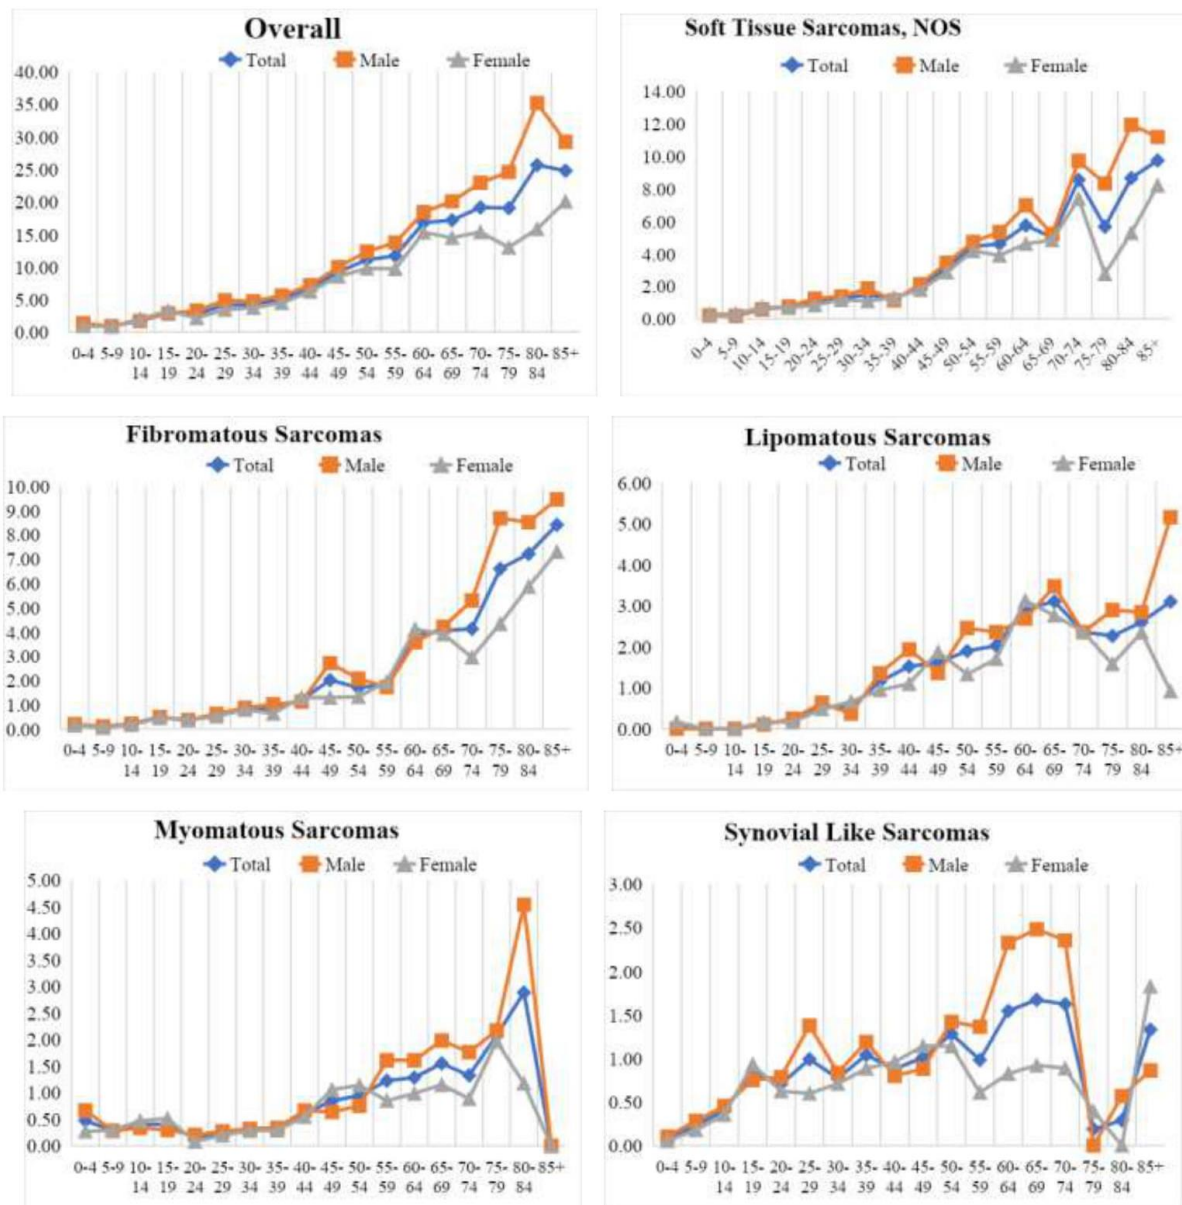 Overall
Total Male Female
40.00
35.00
30.00
25.00
20.00
15.00
10.00
5.00
0.00
0-4 5-9 10- 15- 20- 25- 30- 35- 40- 45- 50- 55- 60- 65- 70- 75- 80- 85+
14 19 24 29 34 39 44 49 54 59 64 69 74 79 84
Soft Tissue Sarcomas, NOS
Total Male Female
14.00
12.00
10.00
8.00
6.00
4.00
2.00
0.00
0-4 5-9 10-14 15-19 20-24 25-29 30-34 35-39 40-44 45-49 50-54 55-59 60-64 65-69 70-74 75-79 80-84 85+
Fibromatous Sarcomas
Total Male Female
10.00
9.00
8.00
7.00
6.00
5.00
4.00
3.00
2.00
1.00
0.00
0-4 5-9 10- 15- 20- 25- 30- 35- 40- 45- 50- 55- 60- 65- 70- 75- 80- 85+
14 19 24 29 34 39 44 49 54 59 64 69 74 79 84
Lipomatous Sarcomas
Total Male Female
6.00
5.00
4.00
3.00
2.00
1.00
0.00
0-4 5-9 10- 15- 20- 25- 30- 35- 40- 45- 50- 55- 60- 65- 70- 75- 80- 85+
14 19 24 29 34 39 44 49 54 59 64 69 74 79 84
Myomatous Sarcomas
Total Male Female
5.00
4.50
4.00
3.50
3.00
2.50
2.00
1.50
1.00
0.50
0.00
0-4 5-9 10- 15- 20- 25- 30- 35- 40- 45- 50- 55- 60- 65- 70- 75- 80- 85+
14 19 24 29 34 39 44 49 54 59 64 69 74 79 84
Synovial Like Sarcomas
Total Male Female
3.00
2.50
2.00
1.50
1.00
0.50
0.00
0-4 5-9 10- 15- 20- 25- 30- 35- 40- 45- 50- 55- 60- 65- 70- 75- 80- 85+
14 19 24 29 34 39 44 49 54 59 64 69 74 79 84